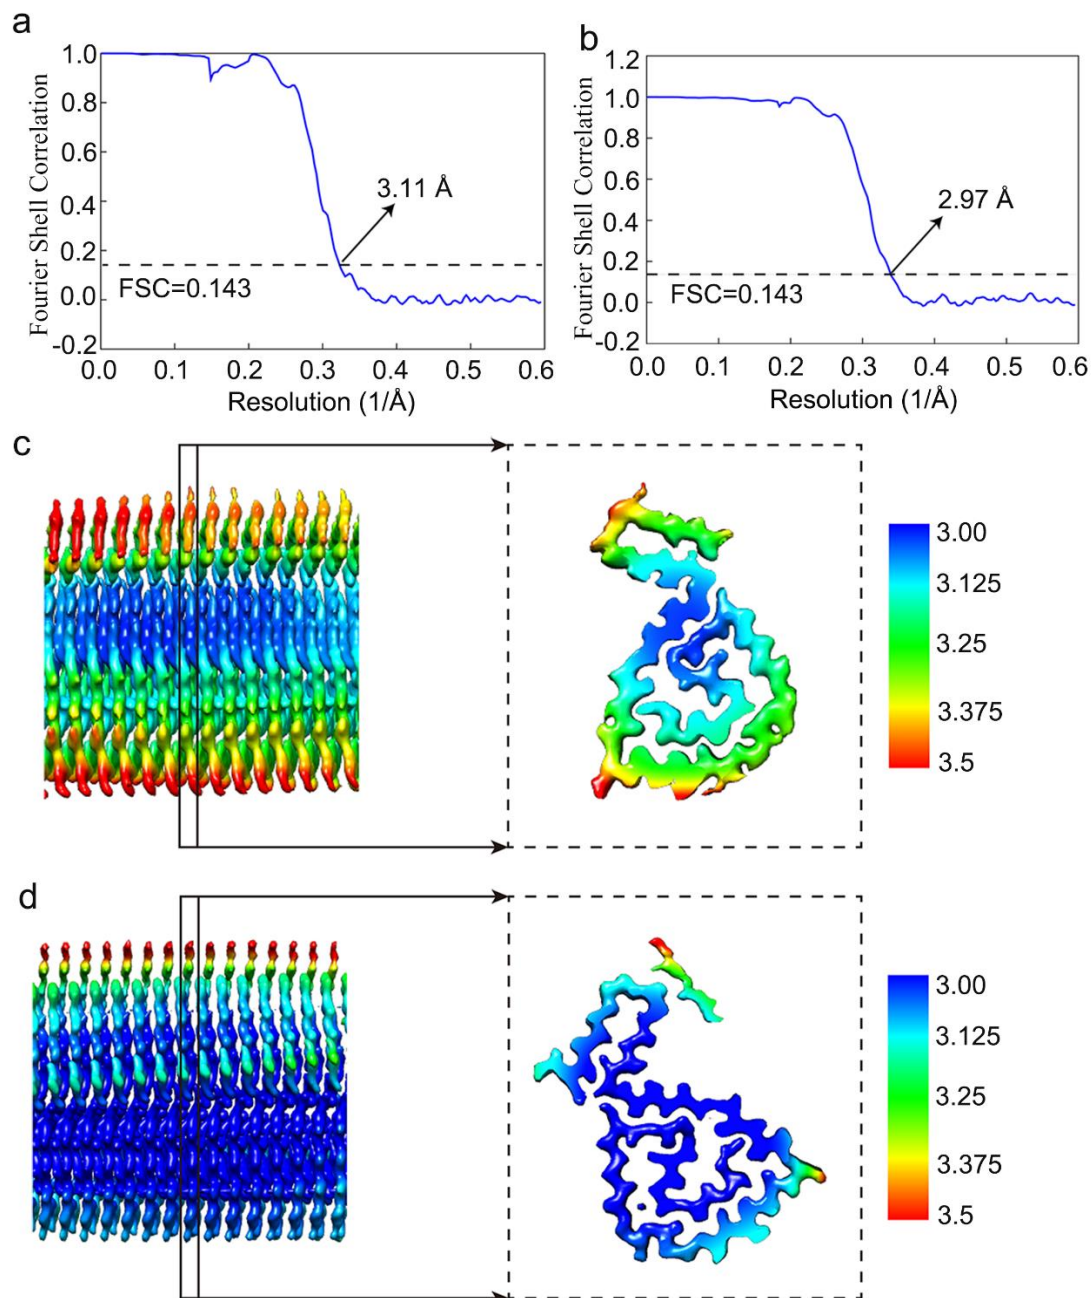 a
1.0
0.8
0.6
0.4
0.2
0.0
-0.2
Fourier Shell Correlation
3.11 Å
FSC=0.143
0.0 0.1 0.2 0.3 0.4 0.5 0.6
Resolution (1/Å)
b
1.2
1.0
0.8
0.6
0.4
0.2
0.0
-0.2
Fourier Shell Correlation
2.97 Å
FSC=0.143
0.0 0.1 0.2 0.3 0.4 0.5 0.6
Resolution (1/Å)
c
3.00
3.125
3.25
3.375
3.5
d
3.00
3.125
3.25
3.375
3.5